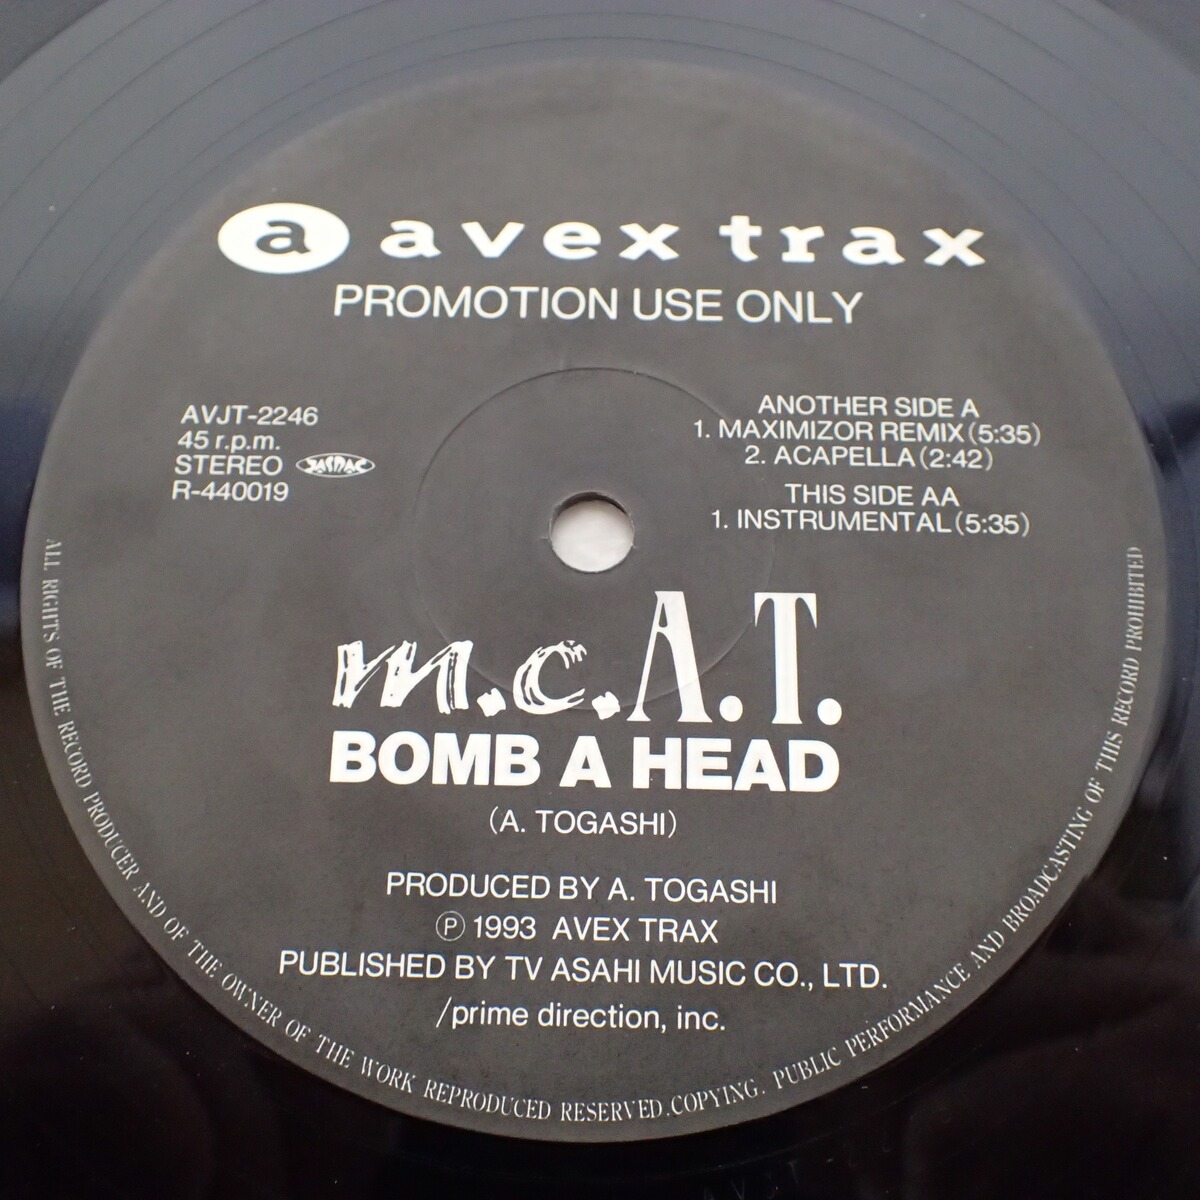 a avex trax
PROMOTION USE ONLY
AVJT-2246
45 r.p.m.
STEREO JASRAC
R-440019
ANOTHER SIDE A
1. MAXIMIZOR REMIX (5:35)
2. ACAPELLA (2:42)
THIS SIDE AA
1. INSTRUMENTAL (5:35)
m.c.A.T.
BOMB A HEAD
(A. TOGASHI)
PRODUCED BY A. TOGASHI
Ⓟ 1993 AVEX TRAX
PUBLISHED BY TV ASAHI MUSIC CO., LTD.
/prime direction, inc.
ALL RIGHTS OF THE RECORD PRODUCER AND OF THE OWNER OF THE WORK REPRODUCED RESERVED. COPYING. PUBLIC PERFORMANCE AND BROADCASTING OF THIS RECORD PROHIBITED